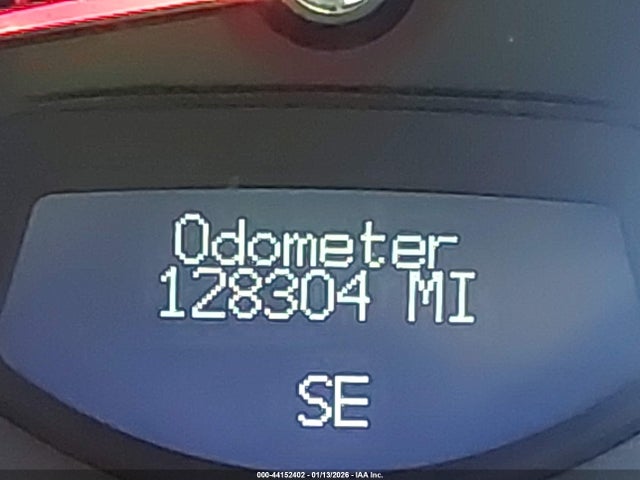 Odometer
128304 MI
SE
000-44152402 - 01/13/2026 - IAA Inc.